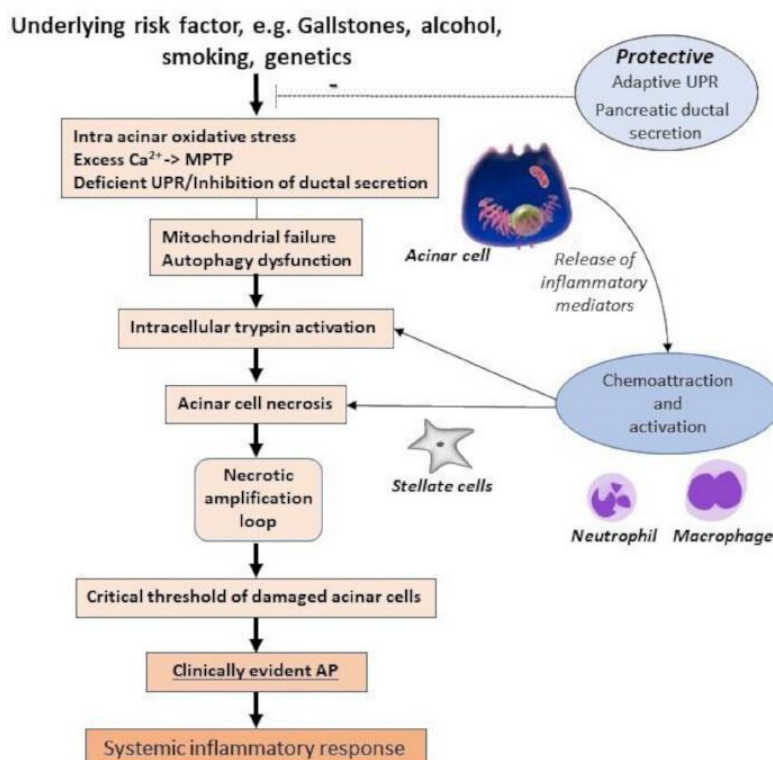 Underlying risk factor, e.g. Gallstones, alcohol,
smoking, genetics
Protective
Adaptive UPR
Pancreatic ductal
secretion
-
Intra acinar oxidative stress
Excess Ca²⁺-> MPTP
Deficient UPR/Inhibition of ductal secretion
Mitochondrial failure
Autophagy dysfunction
Acinar cell
Release of
inflammatory
mediators
Intracellular trypsin activation
Chemoattraction
and
activation
Acinar cell necrosis
Stellate cells
Necrotic
amplification
loop
Neutrophil
Macrophage
Critical threshold of damaged acinar cells
Clinically evident AP
Systemic inflammatory response